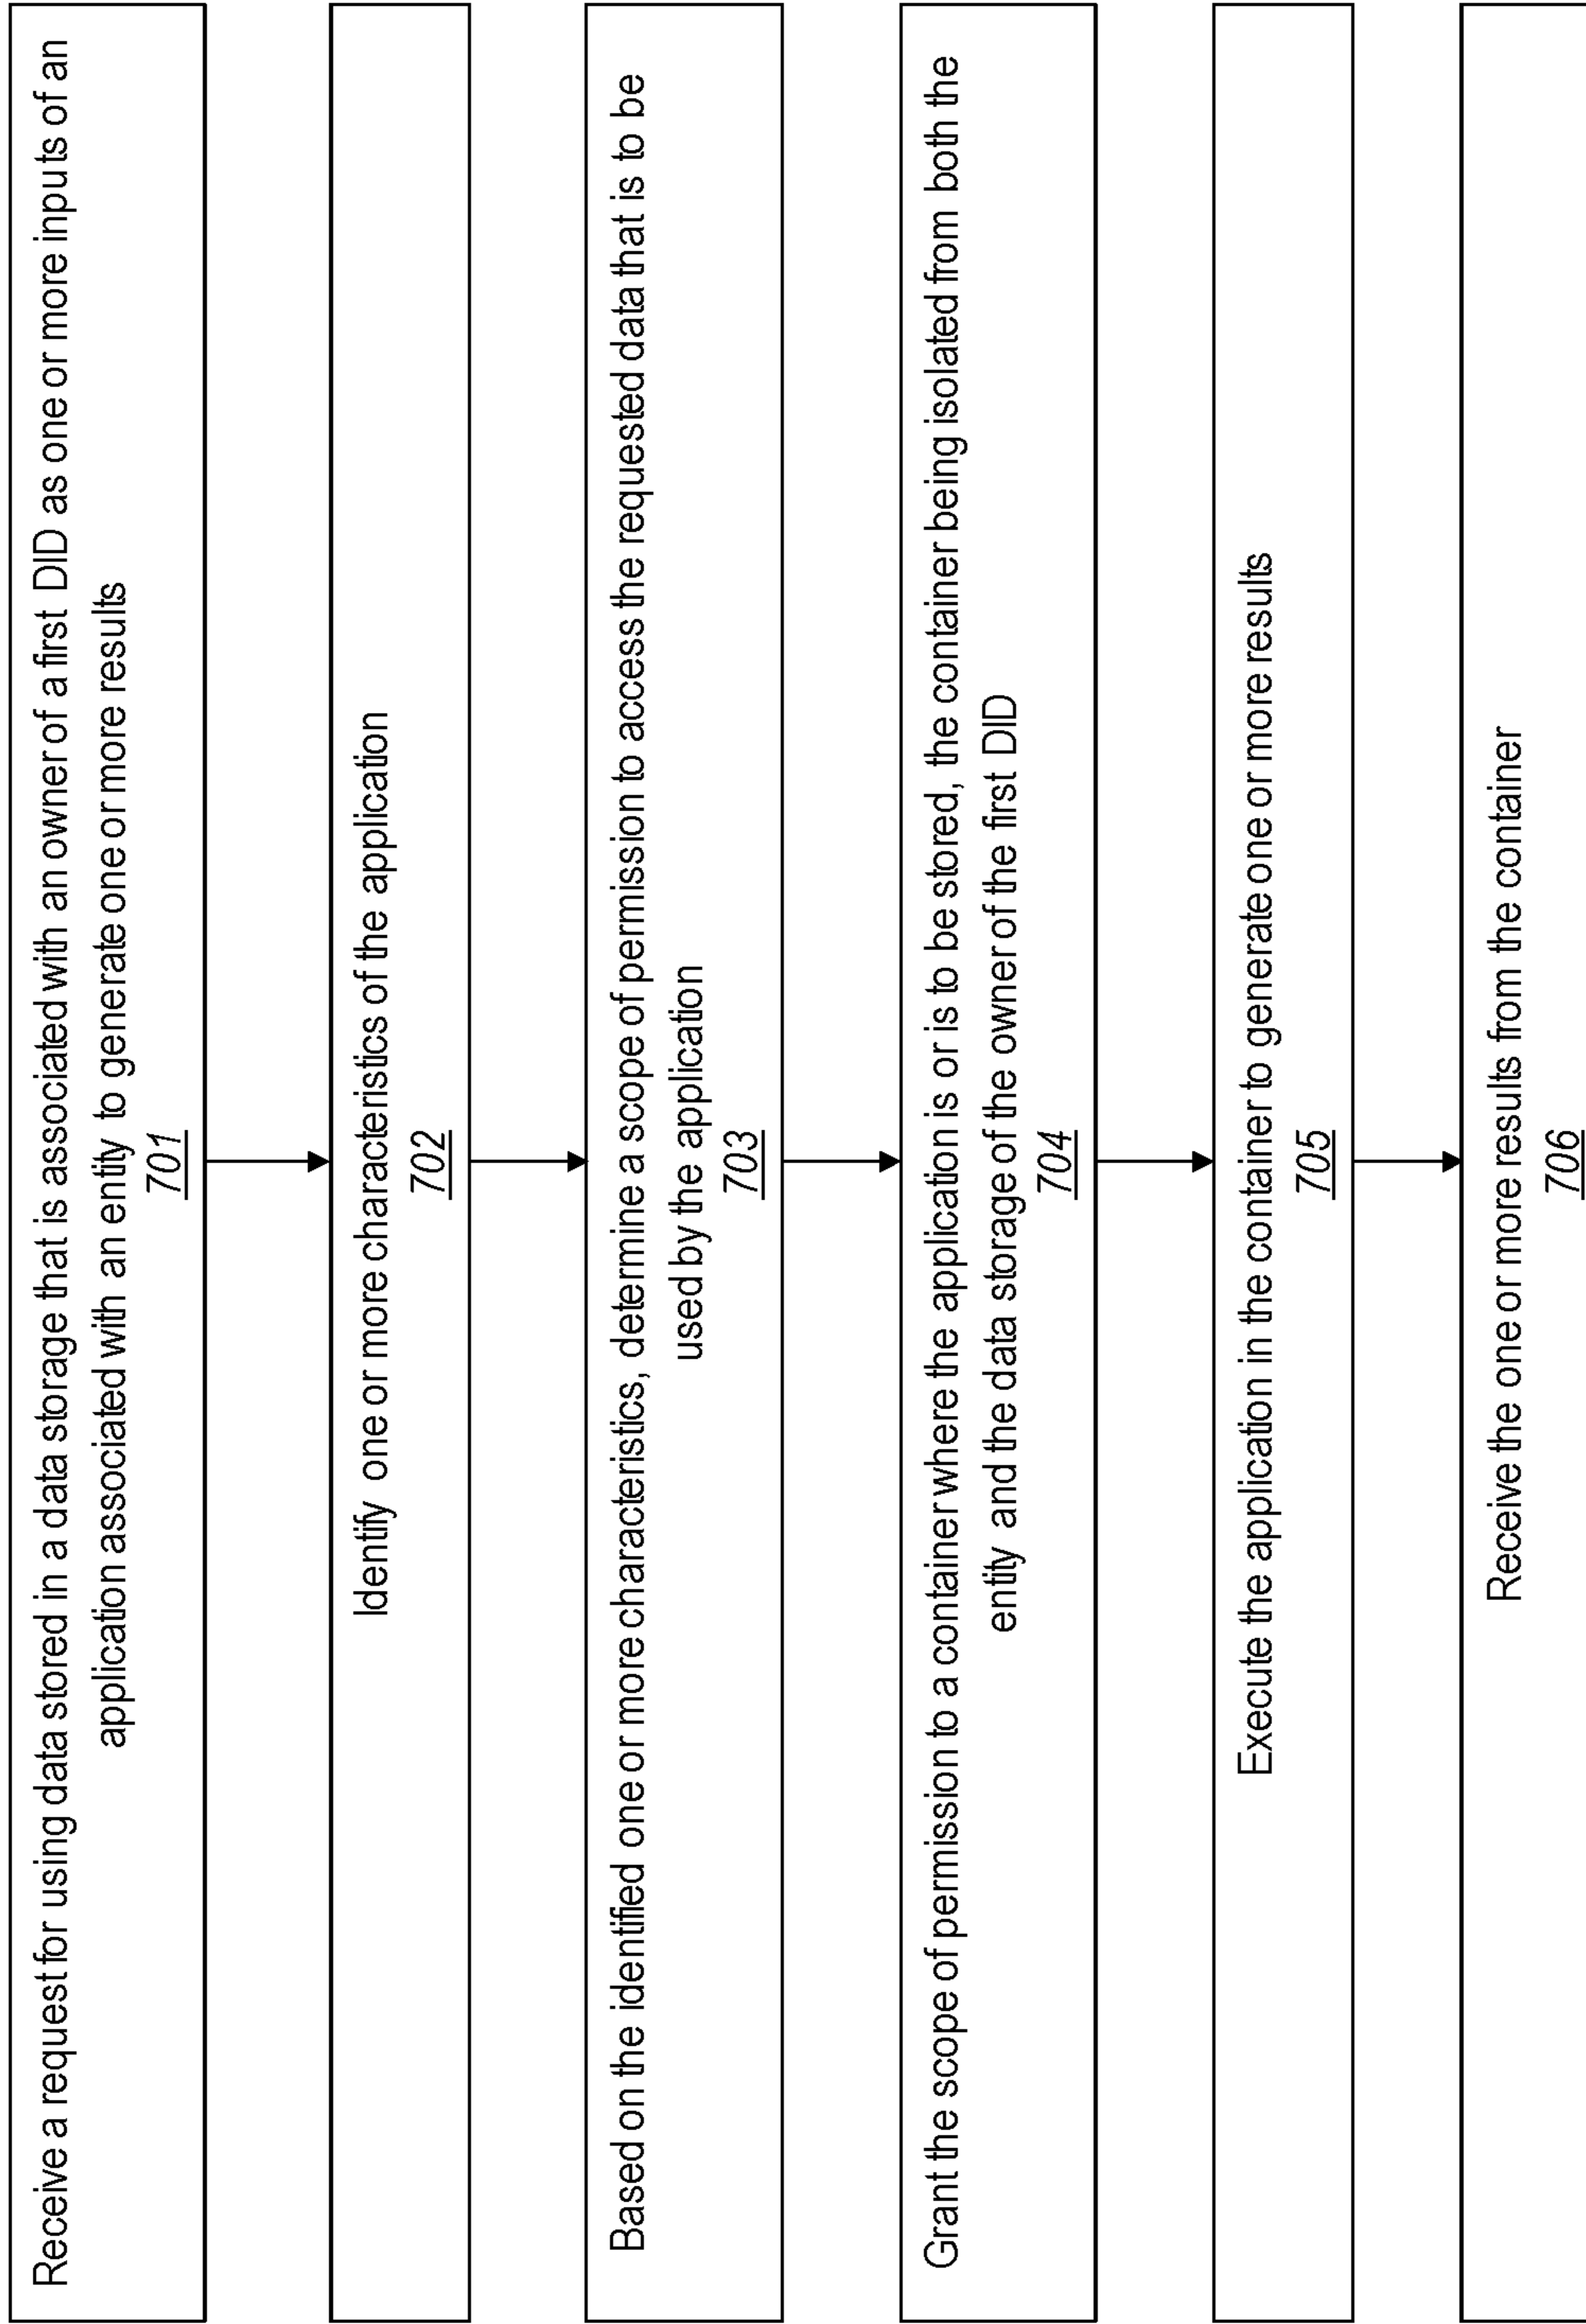 Receive a request for using data stored in a data storage that is associated with an owner of a first DID as one or more inputs of an
application associated with an entity to generate one or more results
701
Identify one or more characteristics of the application
702
Based on the identified one or more characteristics, determine a scope of permission to access the requested data that is to be
used by the application
703
Grant the scope of permission to a container where the application is or is to be stored, the container being isolated from both the
entity and the data storage of the owner of the first DID
704
Execute the application in the container to generate one or more results
705
Receive the one or more results from the container
706